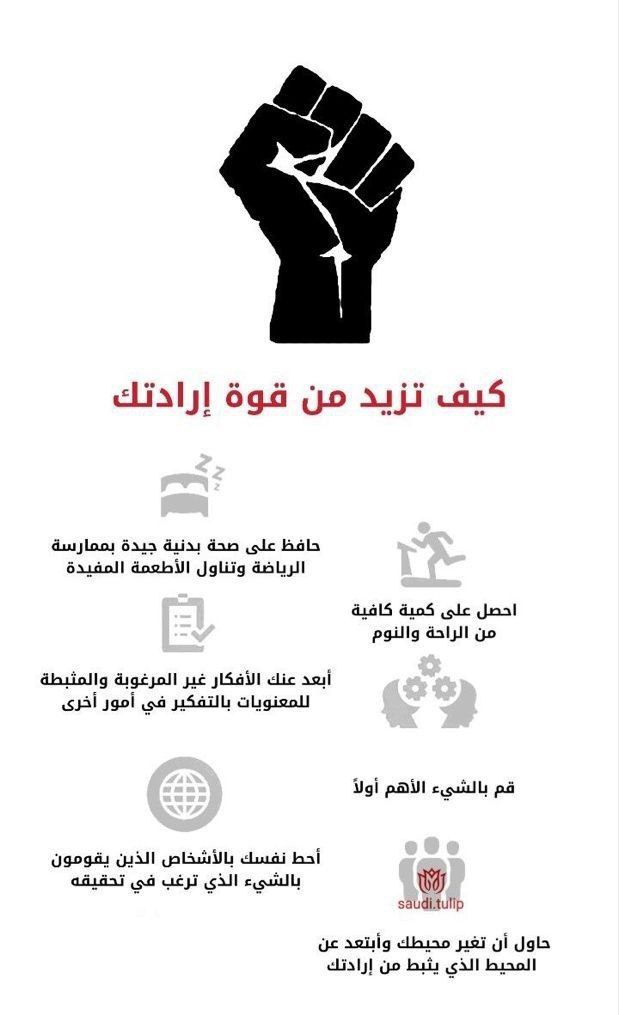 كيف تزيد من قوة إرادتك
حافظ على صحة بدنية جيدة بممارسة
الرياضة وتناول الأطعمة المفيدة
احصل على كمية كافية
من الراحة والنوم
أبعد عنك الأفكار غير المرغوبة والمثبطة
للمعنويات بالتفكير في أمور أخرى
قم بالشيء الأهم أولاً
أحط نفسك بالأشخاص الذين يقومون
بالشيء الذي ترغب في تحقيقه
saudi.tulip
حاول أن تغير محيطك وأبتعد عن
المحيط الذي يثبط من إرادتك